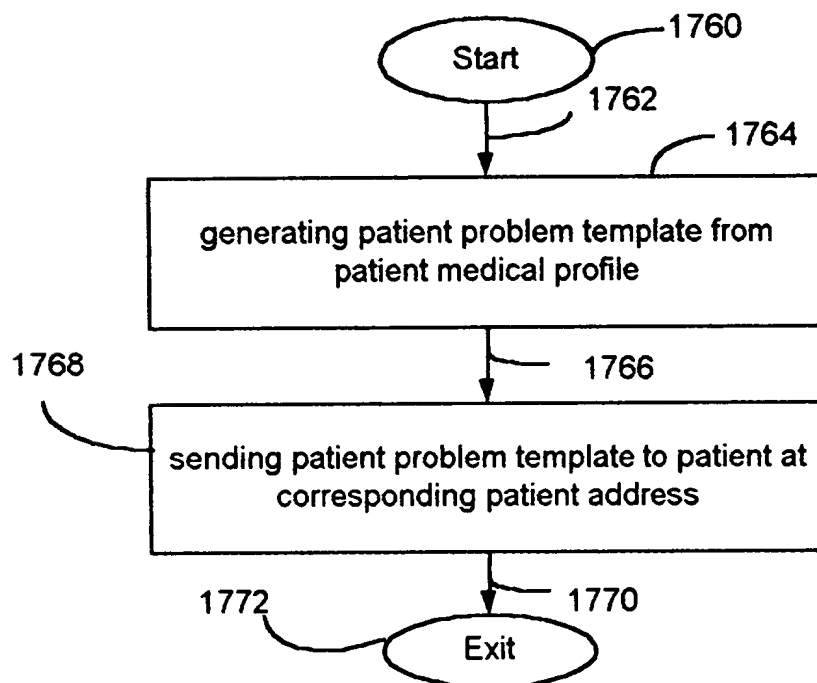 1760
Start
1762
1764
generating patient problem template from
patient medical profile
1766
1768
sending patient problem template to patient at
corresponding patient address
1770
1772
Exit